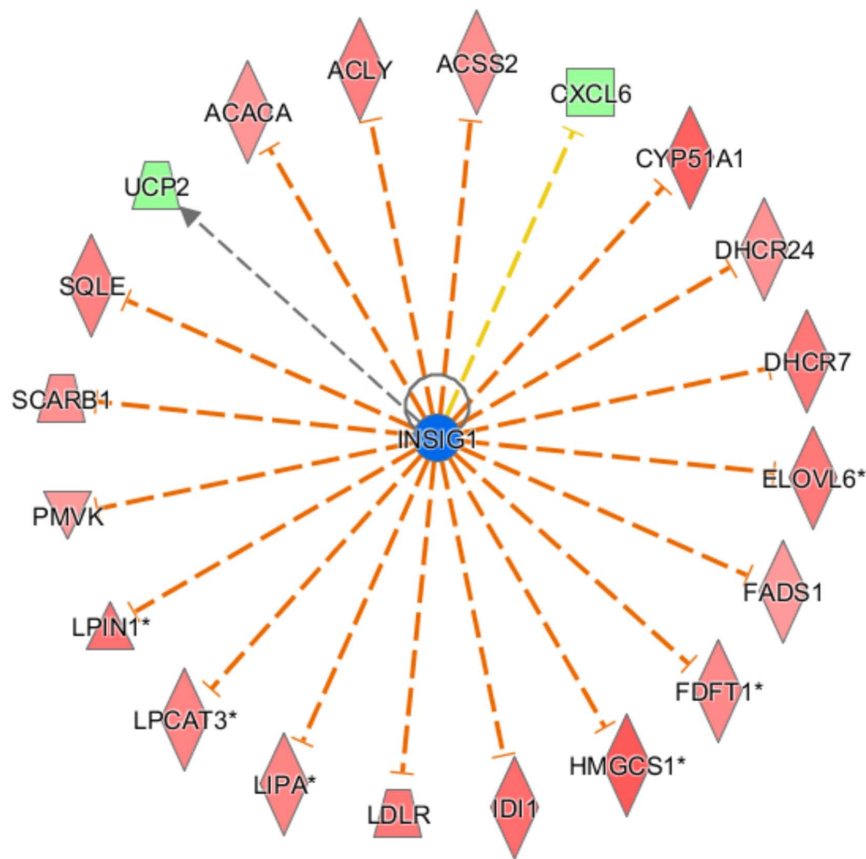 ACLY
ACSS2
CXCL6
ACACA
CYP51A1
UCP2
DHCR24
SQLE
DHCR7
SCARB1
INSIG1
ELOVL6*
PMVK
FADS1
LPIN1*
FDFT1*
LPCAT3*
HMGCS1*
LIPA*
LDLR
IDI1